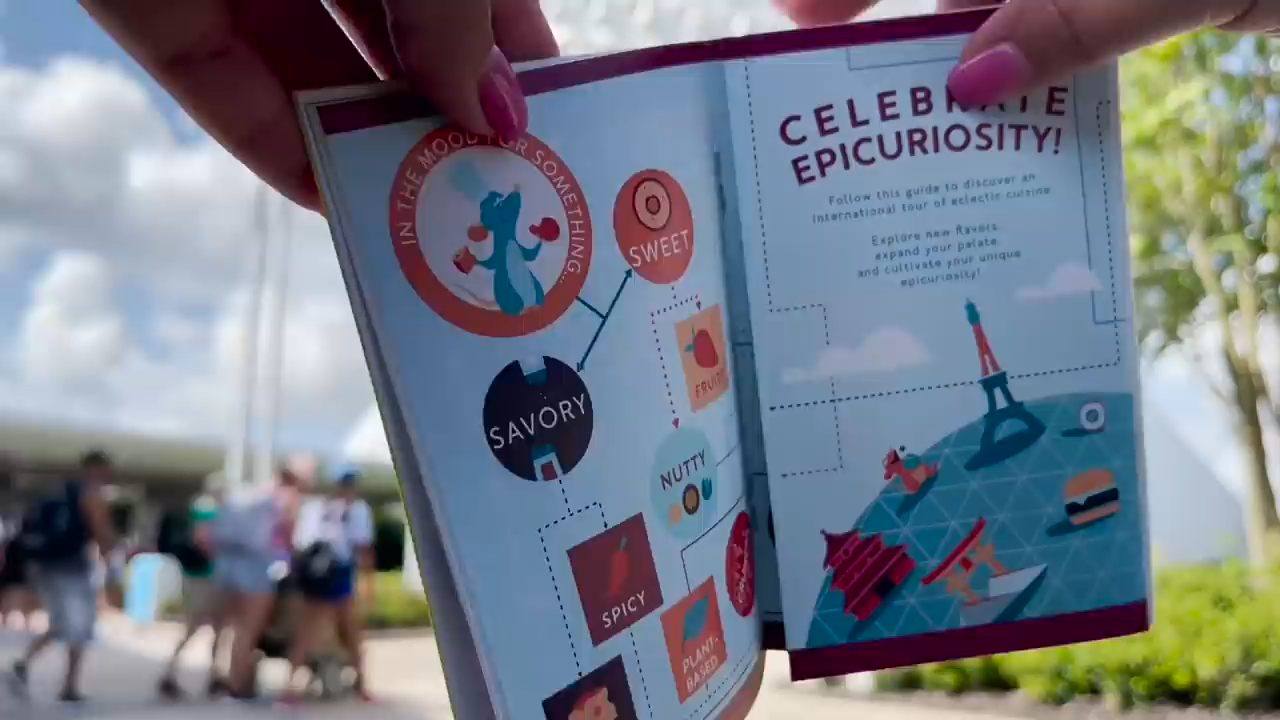 IN THE MOOD FOR SOMETHING...
SWEET
SAVORY
FRUITY
NUTTY
SPICY
PLANT-
BASED
CELEBRATE
EPICURIOSITY!
Follow this guide to discover an
international tour of eclectic cuisine
Explore new flavors,
expand your palate,
and cultivate your unique
epicuriosity!